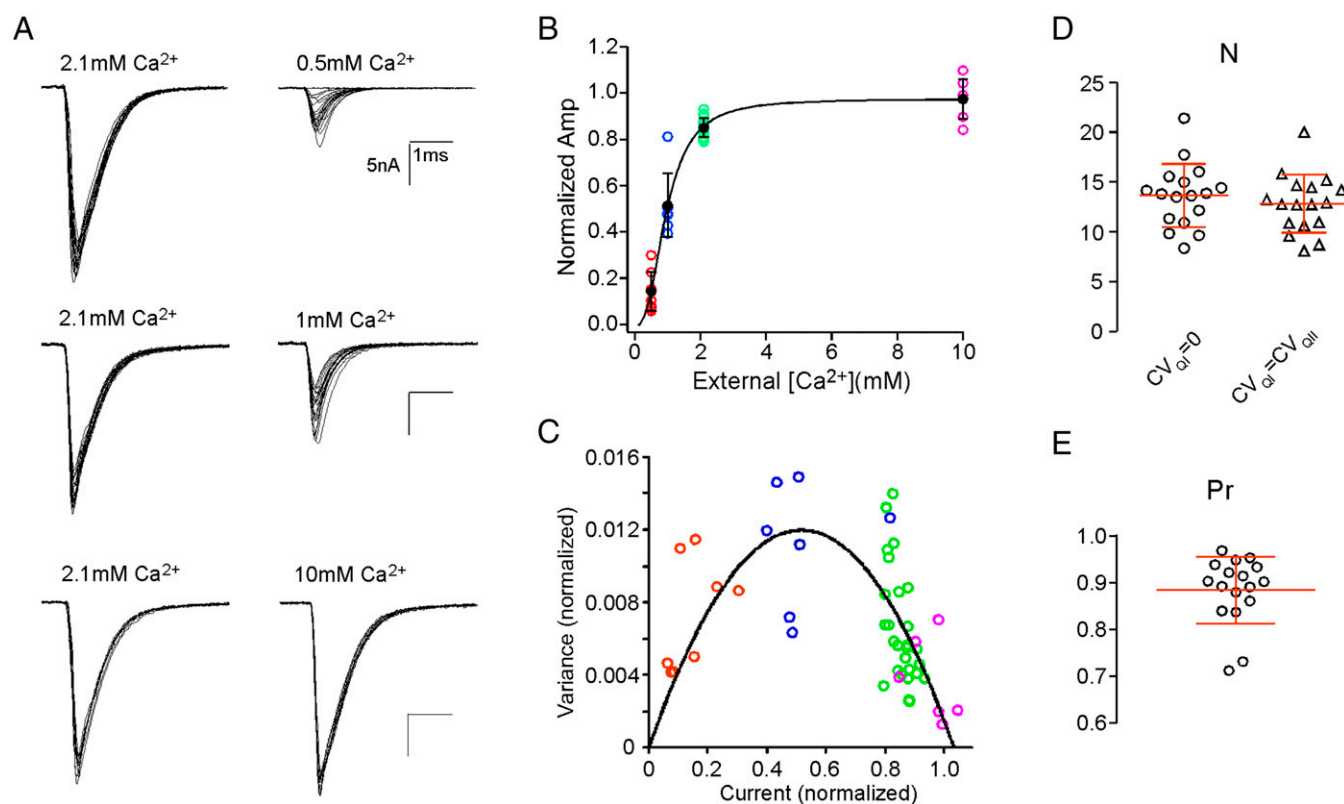 A
2.1mM Ca²⁺
0.5mM Ca²⁺
5nA
1ms
2.1mM Ca²⁺
1mM Ca²⁺
2.1mM Ca²⁺
10mM Ca²⁺
B
Normalized Amp
1.2
1.0
0.8
0.6
0.4
0.2
0.0
0 2 4 6 8 10
External [Ca²⁺](mM)
C
Variance (normalized)
0.016
0.012
0.008
0.004
0
0 0.2 0.4 0.6 0.8 1.0
Current (normalized)
D
N
25
20
15
10
5
0
CV_QI=0
CV_QI=CV_QII
E
Pr
1.0
0.9
0.8
0.7
0.6